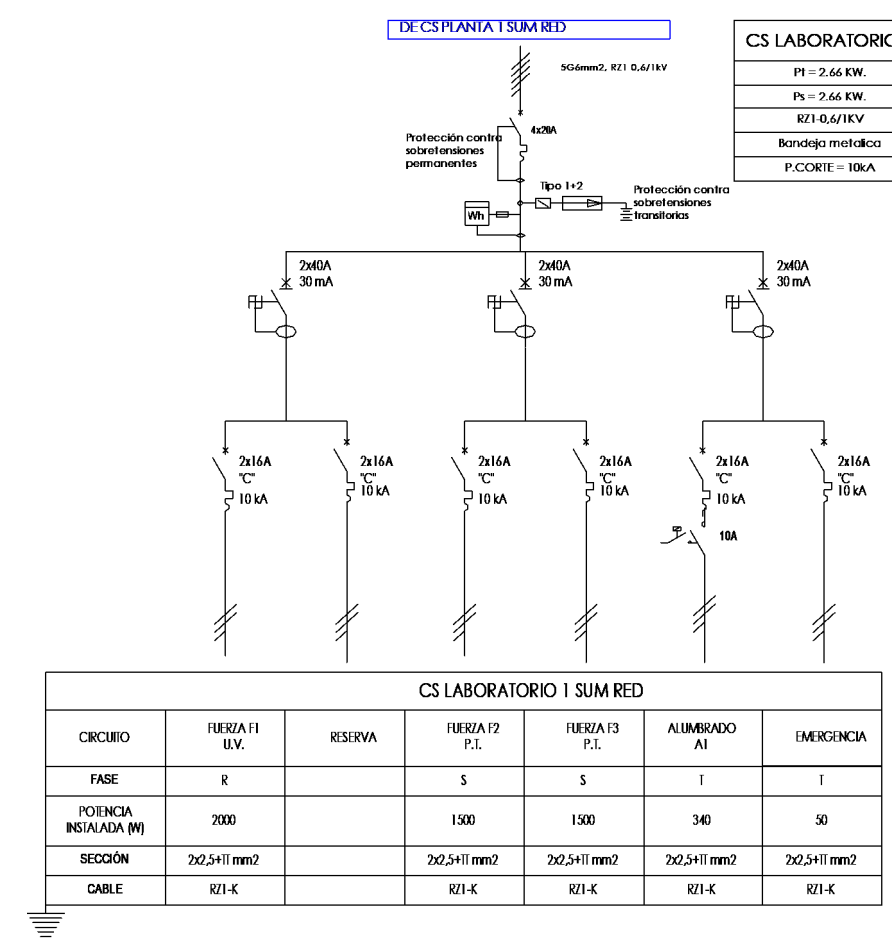 DE CS PLANTA 1 SUM RED
CS LABORATORIO
5G6mm2, RZ1 0,6/1kV
Pt = 2.66 KW.
Ps = 2.66 KW.
RZ1-0,6/1KV
Bandeja metalica
P.CORTE = 10kA
4x20A
Protección contra
sobretensiones
permanentes
Tipo 1+2
Protección contra
sobretensiones
transitorias
Wh
2x40A
30 mA
2x40A
30 mA
2x40A
30 mA
2x16A
"C"
10 kA
2x16A
"C"
10 kA
2x16A
"C"
10 kA
2x16A
"C"
10 kA
2x16A
"C"
10 kA
2x16A
"C"
10 kA
10A
CS LABORATORIO 1 SUM RED
CIRCUITO
FUERZA F1
U.V.
RESERVA
FUERZA F2
P.T.
FUERZA F3
P.T.
ALUMBRADO
A1
EMERGENCIA
FASE R S S T T
POTENCIA
INSTALADA (W)
2000 1500 1500 340 50
SECCIÓN 2x2,5+TT mm2 2x2,5+TT mm2 2x2,5+TT mm2 2x2,5+TT mm2 2x2,5+TT mm2
CABLE RZ1-K RZ1-K RZ1-K RZ1-K RZ1-K